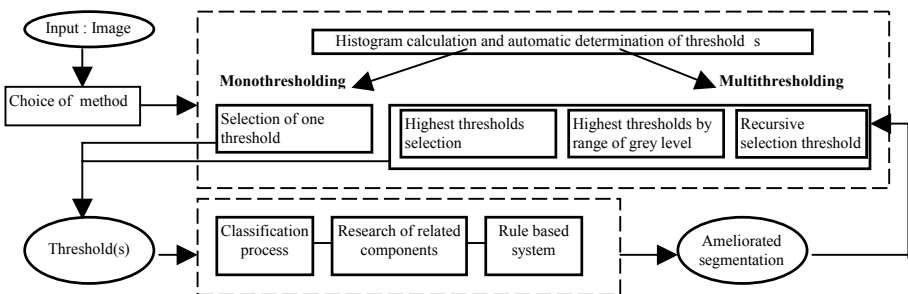 Input : Image
Histogram calculation and automatic determination of threshold s
Monothresholding
Multithresholding
Choice of method
Selection of one
threshold
Highest thresholds
selection
Highest thresholds by
range of grey level
Recursive
selection threshold
Threshold(s)
Classification
process
Research of related
components
Rule based
system
Ameliorated
segmentation